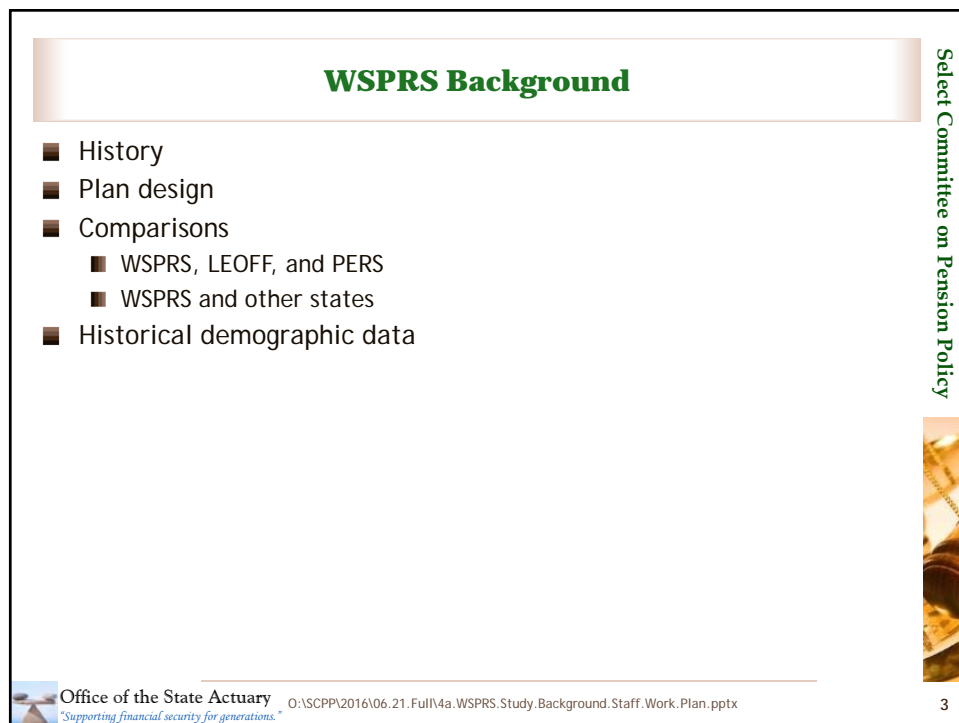 WSPRS Background
History
Plan design
Comparisons
WSPRS, LEOFF, and PERS
WSPRS and other states
Historical demographic data
Select Committee on Pension Policy
Office of the State Actuary
"Supporting financial security for generations."
O:\SCPP\2016\06.21.Full\4a.WSPRS.Study.Background.Staff.Work.Plan.pptx
3